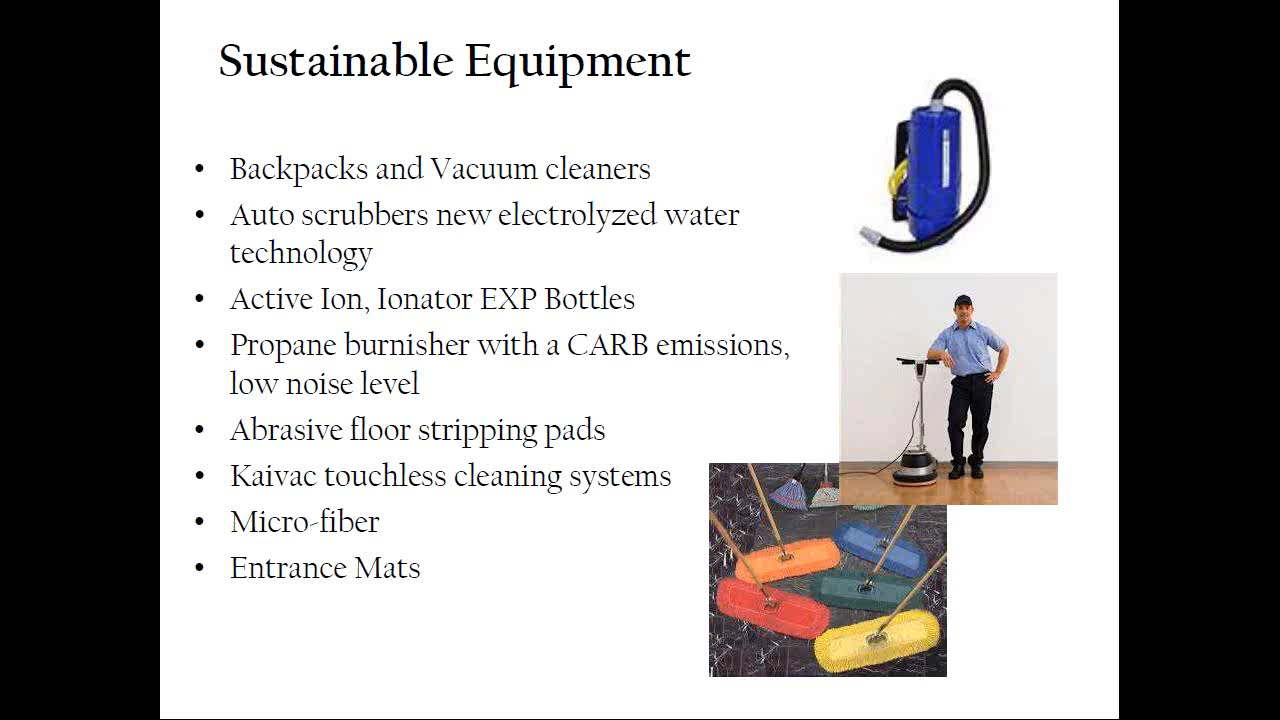 Sustainable Equipment
• Backpacks and Vacuum cleaners
• Auto scrubbers new electrolyzed water
technology
• Active Ion, Ionator EXP Bottles
• Propane burnisher with a CARB emissions,
low noise level
• Abrasive floor stripping pads
• Kaivac touchless cleaning systems
• Micro-fiber
• Entrance Mats